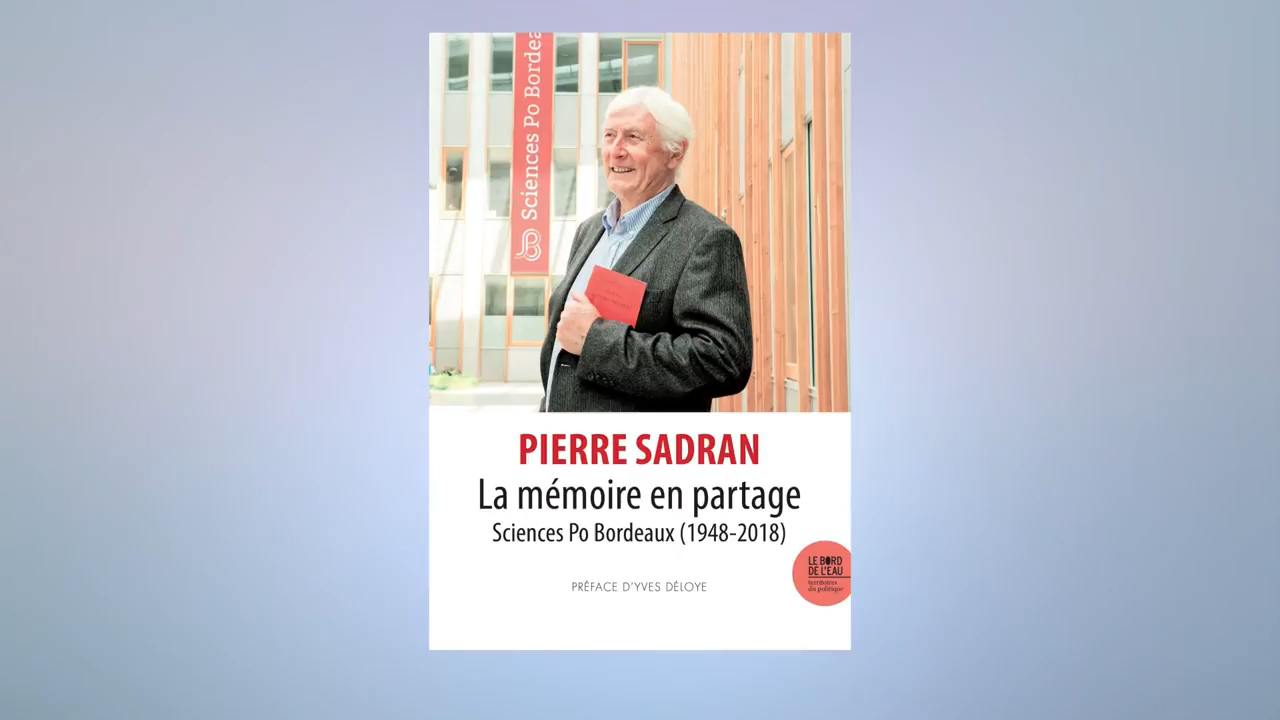 Sciences Po Bordea
PIERRE SADRAN
La mémoire en partage
Sciences Po Bordeaux (1948-2018)
LE BORD
DE L'EAU
territoires
du politique
PRÉFACE D'YVES DÉLOYE